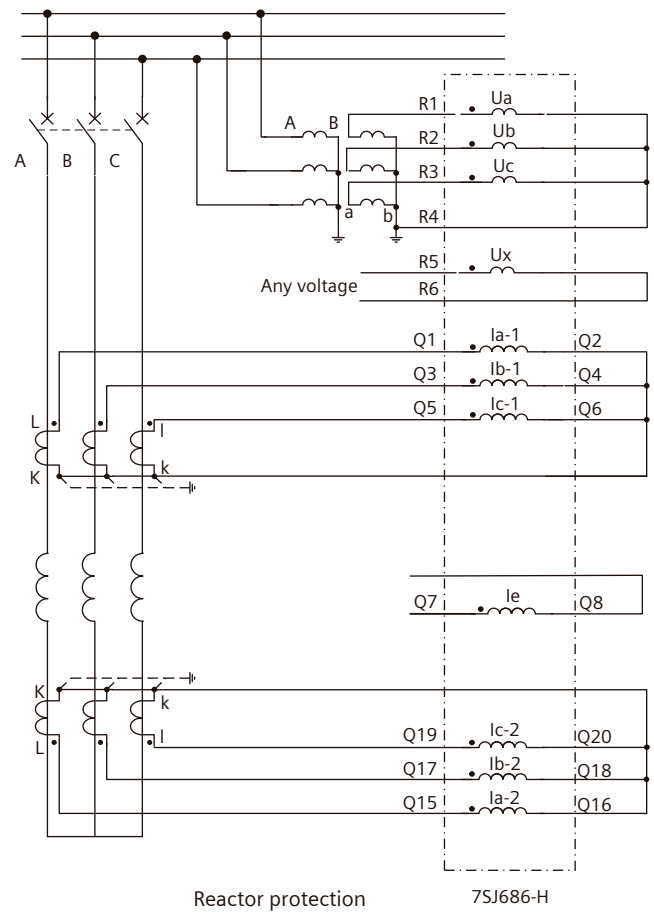 R1 Ua
A B
R2 Ub
A B C
R3 Uc
a b R4
R5 Ux
Any voltage
R6
Q1 Ia-1 Q2
Q3 Ib-1 Q4
Q5 Ic-1 Q6
L l
K k
Ie
Q7 Q8
K k
L l
Q19 Ic-2 Q20
Q17 Ib-2 Q18
Q15 Ia-2 Q16
Reactor protection 7SJ686-H